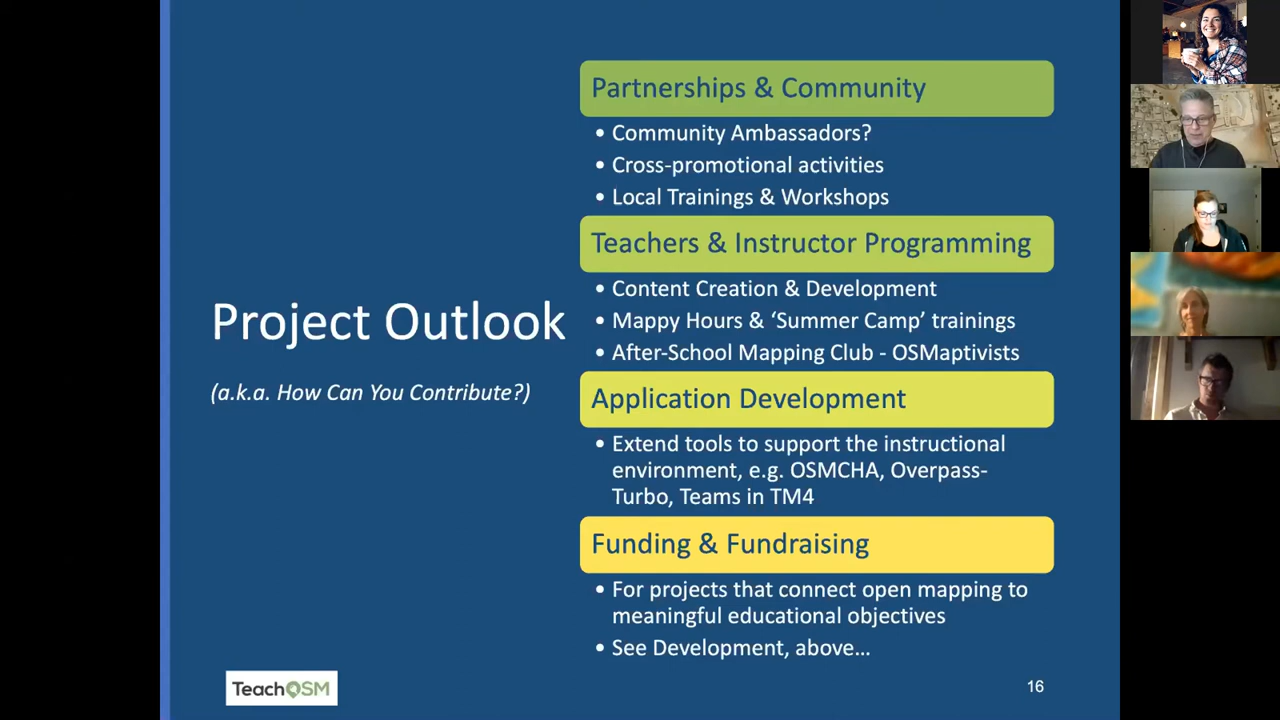 Project Outlook
(a.k.a. How Can You Contribute?)
Partnerships & Community
• Community Ambassadors?
• Cross-promotional activities
• Local Trainings & Workshops
Teachers & Instructor Programming
• Content Creation & Development
• Mappy Hours & ‘Summer Camp’ trainings
• After-School Mapping Club - OSMaptivists
Application Development
• Extend tools to support the instructional
environment, e.g. OSMCHA, Overpass-
Turbo, Teams in TM4
Funding & Fundraising
• For projects that connect open mapping to
meaningful educational objectives
• See Development, above…
TeachOSM
16